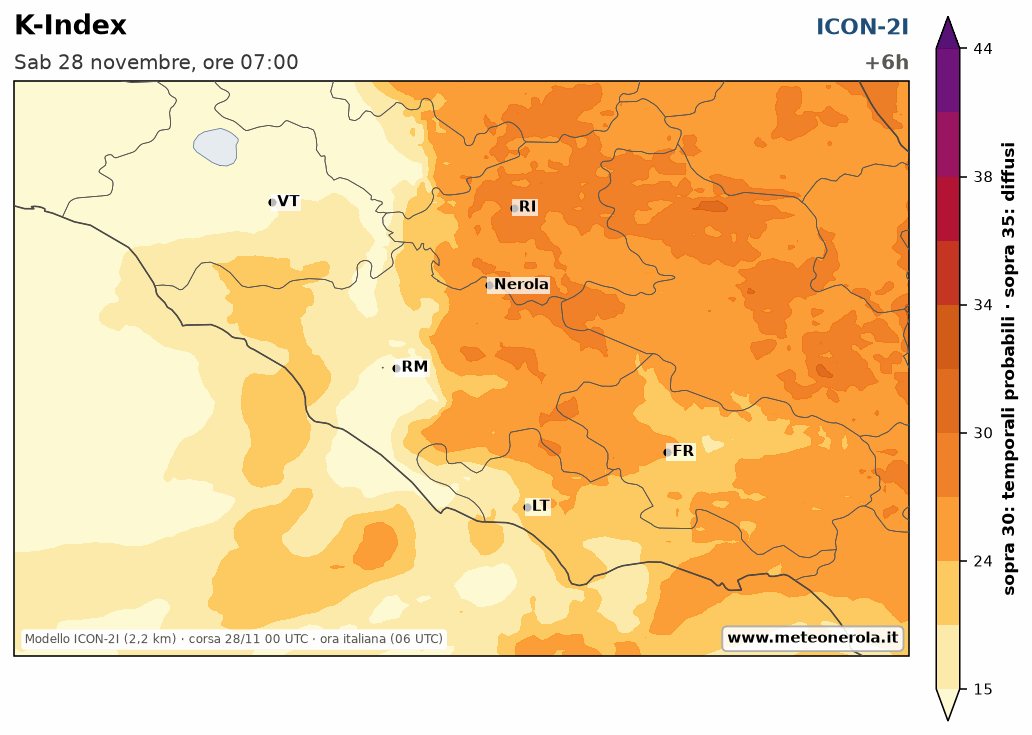 K-Index
ICON-2I
Sab 28 novembre, ore 07:00
+6h
44
38
34
30
24
15
sopra 30: temporali probabili · sopra 35: diffusi
VT
RI
Nerola
RM
FR
LT
Modello ICON-2I (2,2 km) · corsa 28/11 00 UTC · ora italiana (06 UTC)
www.meteonerola.it